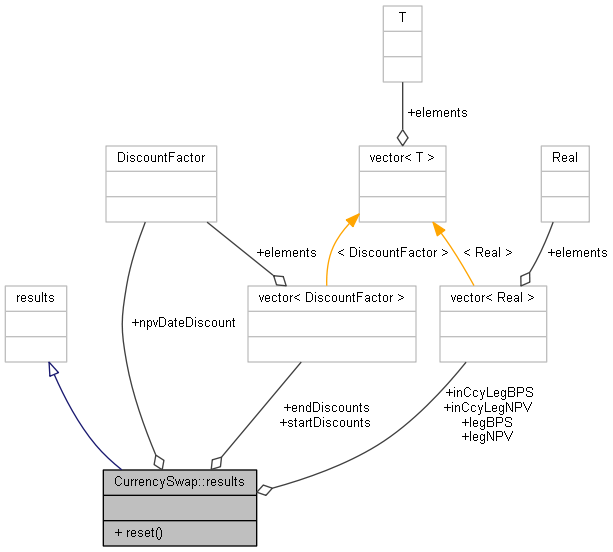 T
+elements
DiscountFactor
vector< T >
Real
+elements
< DiscountFactor >
< Real >
+elements
results
vector< DiscountFactor >
vector< Real >
+npvDateDiscount
+endDiscounts
+startDiscounts
+inCcyLegBPS
+inCcyLegNPV
+legBPS
+legNPV
CurrencySwap::results
+ reset()